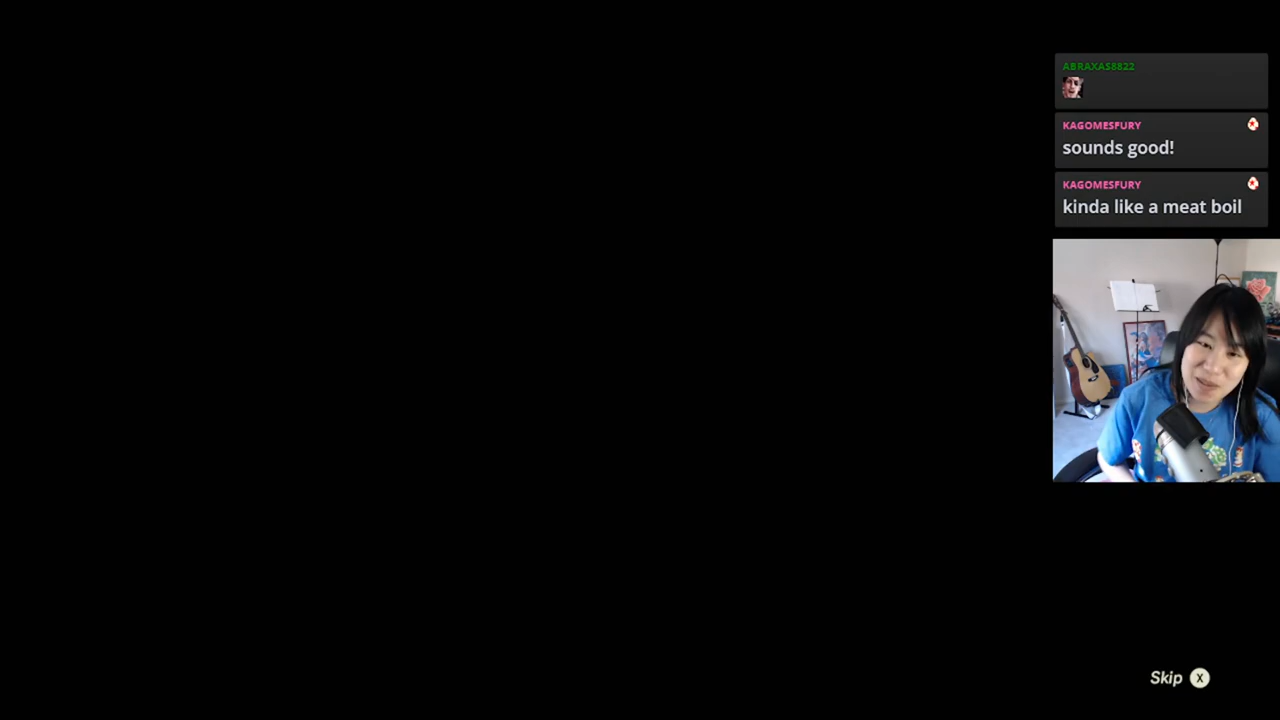 ABRAXAS8822
KAGOMESFURY
sounds good!
KAGOMESFURY
kinda like a meat boil
Skip X